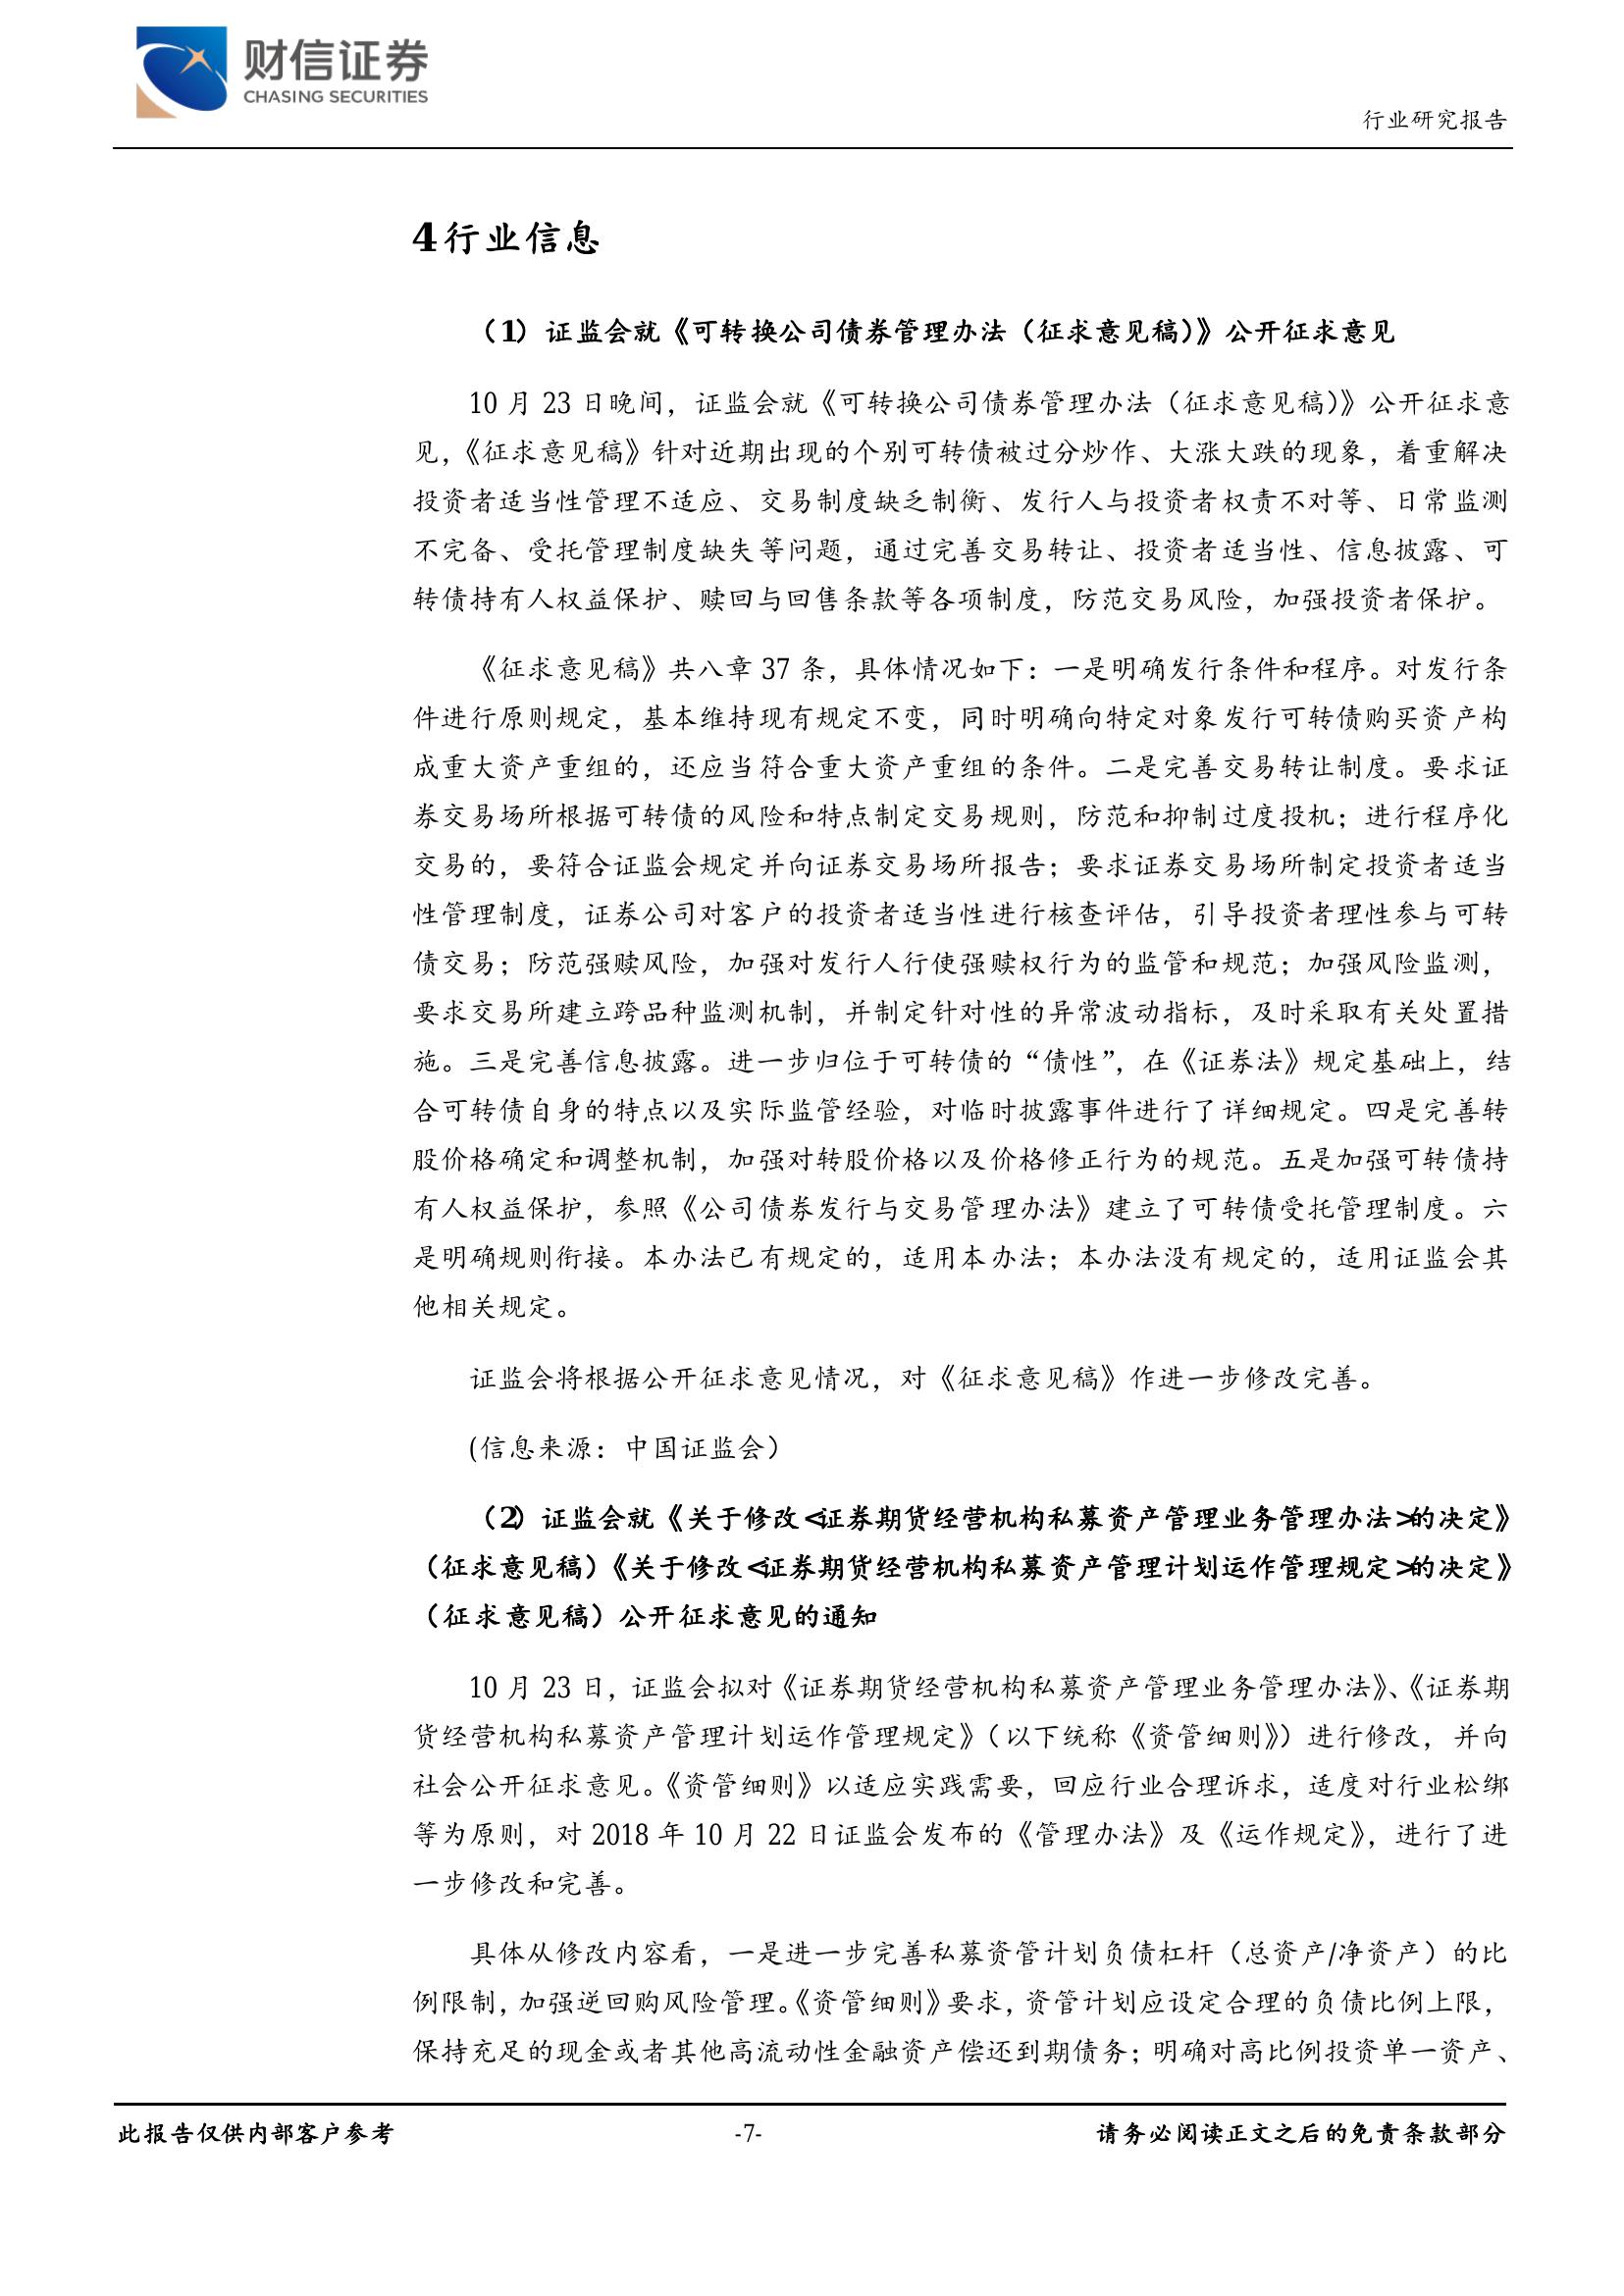 财信证券
CHASING SECURITIES
行业研究报告
4 行业信息
（1）证监会就《可转换公司债券管理办法（征求意见稿）》公开征求意见
10 月 23 日晚间，证监会就《可转换公司债券管理办法（征求意见稿）》公开征求意
见，《征求意见稿》针对近期出现的个别可转债被过分炒作、大涨大跌的现象，着重解决
投资者适当性管理不适应、交易制度缺乏制衡、发行人与投资者权责不对等、日常监测
不完备、受托管理制度缺失等问题，通过完善交易转让、投资者适当性、信息披露、可
转债持有人权益保护、赎回与回售条款等各项制度，防范交易风险，加强投资者保护。
《征求意见稿》共八章 37 条，具体情况如下：一是明确发行条件和程序。对发行条
件进行原则规定，基本维持现有规定不变，同时明确向特定对象发行可转债购买资产构
成重大资产重组的，还应当符合重大资产重组的条件。二是完善交易转让制度。要求证
券交易场所根据可转债的风险和特点制定交易规则，防范和抑制过度投机；进行程序化
交易的，要符合证监会规定并向证券交易场所报告；要求证券交易场所制定投资者适当
性管理制度，证券公司对客户的投资者适当性进行核查评估，引导投资者理性参与可转
债交易；防范强赎风险，加强对发行人行使强赎权行为的监管和规范；加强风险监测，
要求交易所建立跨品种监测机制，并制定针对性的异常波动指标，及时采取有关处置措
施。三是完善信息披露。进一步归位于可转债的“债性”，在《证券法》规定基础上，结
合可转债自身的特点以及实际监管经验，对临时披露事件进行了详细规定。四是完善转
股价格确定和调整机制，加强对转股价格以及价格修正行为的规范。五是加强可转债持
有人权益保护，参照《公司债券发行与交易管理办法》建立了可转债受托管理制度。六
是明确规则衔接。本办法已有规定的，适用本办法；本办法没有规定的，适用证监会其
他相关规定。
证监会将根据公开征求意见情况，对《征求意见稿》作进一步修改完善。
(信息来源：中国证监会）
（2）证监会就《关于修改<证券期货经营机构私募资产管理业务管理办法>的决定》
（征求意见稿）《关于修改<证券期货经营机构私募资产管理计划运作管理规定>的决定》
（征求意见稿）公开征求意见的通知
10 月 23 日，证监会拟对《证券期货经营机构私募资产管理业务管理办法》、《证券期
货经营机构私募资产管理计划运作管理规定》（以下统称《资管细则》）进行修改，并向
社会公开征求意见。《资管细则》以适应实践需要，回应行业合理诉求，适度对行业松绑
等为原则，对 2018 年 10 月 22 日证监会发布的《管理办法》及《运作规定》，进行了进
一步修改和完善。
具体从修改内容看，一是进一步完善私募资管计划负债杠杆（总资产/净资产）的比
例限制，加强逆回购风险管理。《资管细则》要求，资管计划应设定合理的负债比例上限，
保持充足的现金或者其他高流动性金融资产偿还到期债务；明确对高比例投资单一资产、
此报告仅供内部客户参考
-7-
请务必阅读正文之后的免责条款部分